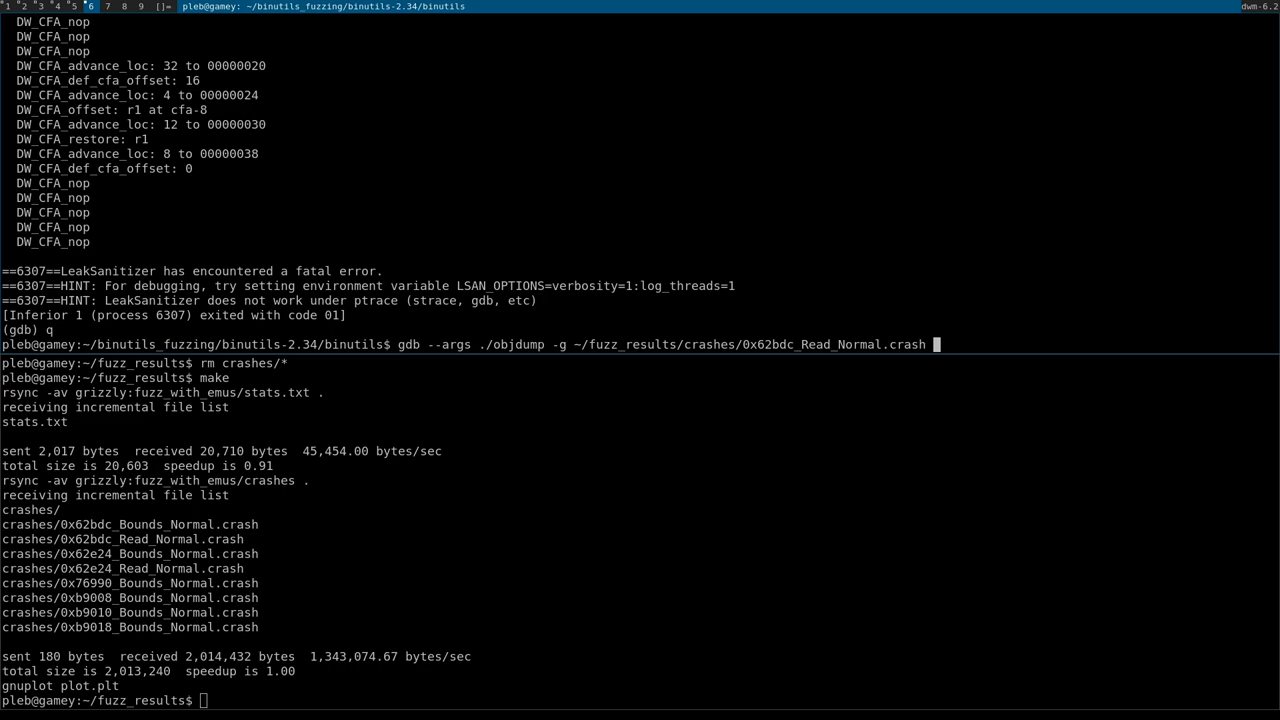 1 2 3 4 5 6 7 8 9 []= pleb@gamey: ~/binutils_fuzzing/binutils-2.34/binutils dwm-6.2
DW_CFA_nop
DW_CFA_nop
DW_CFA_nop
DW_CFA_advance_loc: 32 to 00000020
DW_CFA_def_cfa_offset: 16
DW_CFA_advance_loc: 4 to 00000024
DW_CFA_offset: r1 at cfa-8
DW_CFA_advance_loc: 12 to 00000030
DW_CFA_restore: r1
DW_CFA_advance_loc: 8 to 00000038
DW_CFA_def_cfa_offset: 0
DW_CFA_nop
DW_CFA_nop
DW_CFA_nop
DW_CFA_nop
DW_CFA_nop
==6307==LeakSanitizer has encountered a fatal error.
==6307==HINT: For debugging, try setting environment variable LSAN_OPTIONS=verbosity=1:log_threads=1
==6307==HINT: LeakSanitizer does not work under ptrace (strace, gdb, etc)
[Inferior 1 (process 6307) exited with code 01]
(gdb) q
pleb@gamey:~/binutils_fuzzing/binutils-2.34/binutils$ gdb --args ./objdump -g ~/fuzz_results/crashes/0x62bdc_Read_Normal.crash
pleb@gamey:~/fuzz_results$ rm crashes/*
pleb@gamey:~/fuzz_results$ make
rsync -av grizzly:fuzz_with_emus/stats.txt .
receiving incremental file list
stats.txt
sent 2,017 bytes  received 20,710 bytes  45,454.00 bytes/sec
total size is 20,603  speedup is 0.91
rsync -av grizzly:fuzz_with_emus/crashes .
receiving incremental file list
crashes/
crashes/0x62bdc_Bounds_Normal.crash
crashes/0x62bdc_Read_Normal.crash
crashes/0x62e24_Bounds_Normal.crash
crashes/0x62e24_Read_Normal.crash
crashes/0x76990_Bounds_Normal.crash
crashes/0xb9008_Bounds_Normal.crash
crashes/0xb9010_Bounds_Normal.crash
crashes/0xb9018_Bounds_Normal.crash
sent 180 bytes  received 2,014,432 bytes  1,343,074.67 bytes/sec
total size is 2,013,240  speedup is 1.00
gnuplot plot.plt
pleb@gamey:~/fuzz_results$